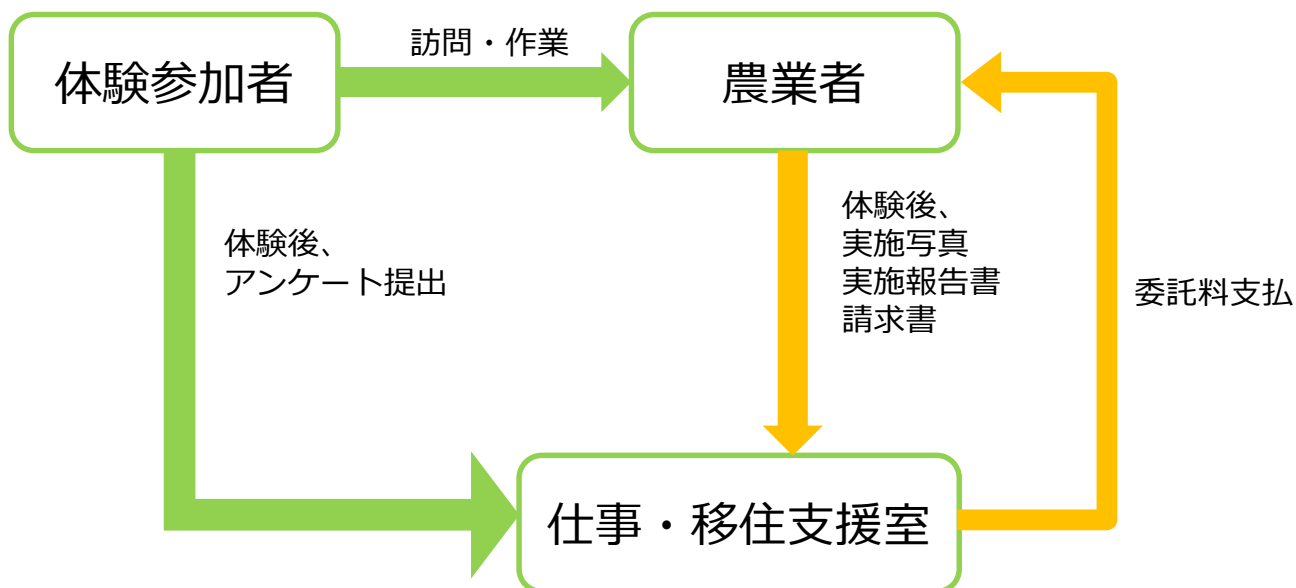 訪問・作業
体験参加者
農業者
体験後、
アンケート提出
体験後、
実施写真
実施報告書
請求書
委託料支払
仕事・移住支援室